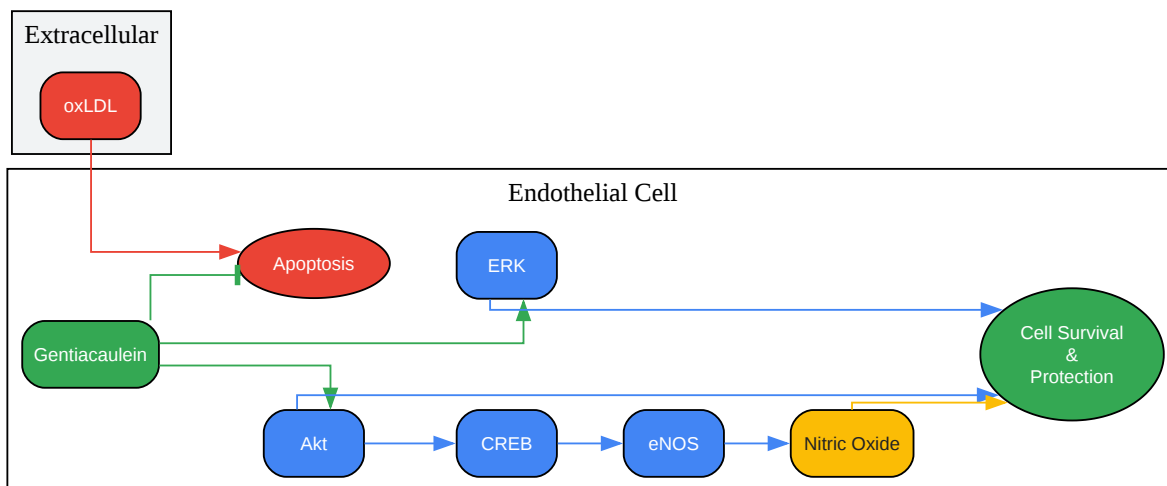 Extracellular
oxLDL
Endothelial Cell
Apoptosis
ERK
Gentiacaulein
Cell Survival
&
Protection
Akt
CREB
eNOS
Nitric Oxide